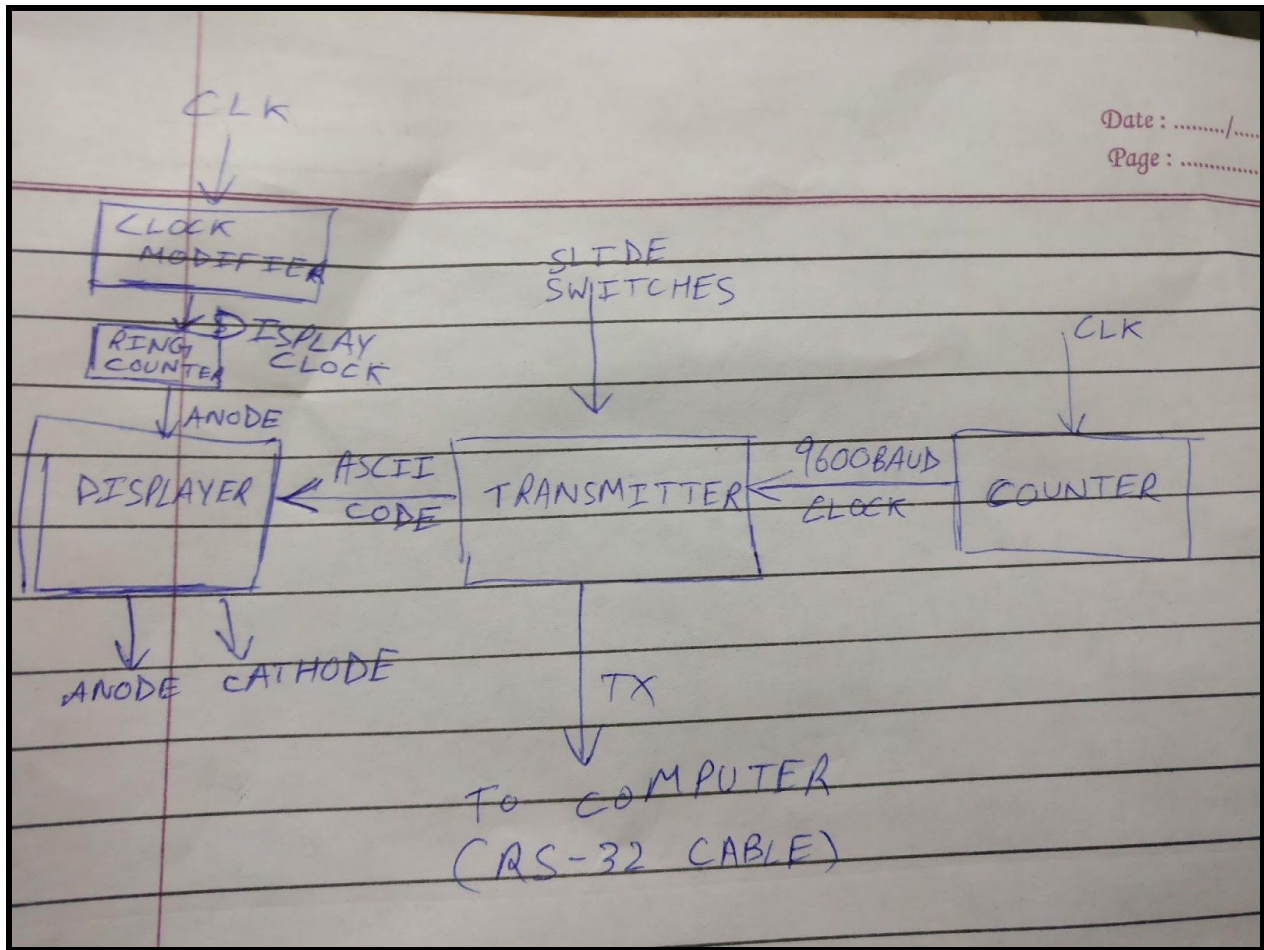 CLK
Date : ........./.....
Page : ..............
CLOCK
MODIFIER
SLIDE
SWITCHES
DISPLAY
CLOCK
RING
COUNTER
CLK
ANODE
DISPLAYER
ASCII
CODE
TRANSMITTER
9600BAUD
CLOCK
COUNTER
ANODE
CATHODE
TX
TO COMPUTER
(RS-32 CABLE)